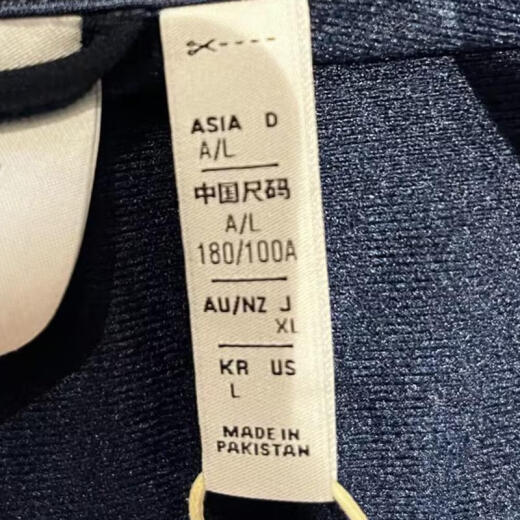 ASIA D
A/L
中国尺码
A/L
180/100A
AU/NZ J
XL
KR US
L
MADE IN
PAKISTAN